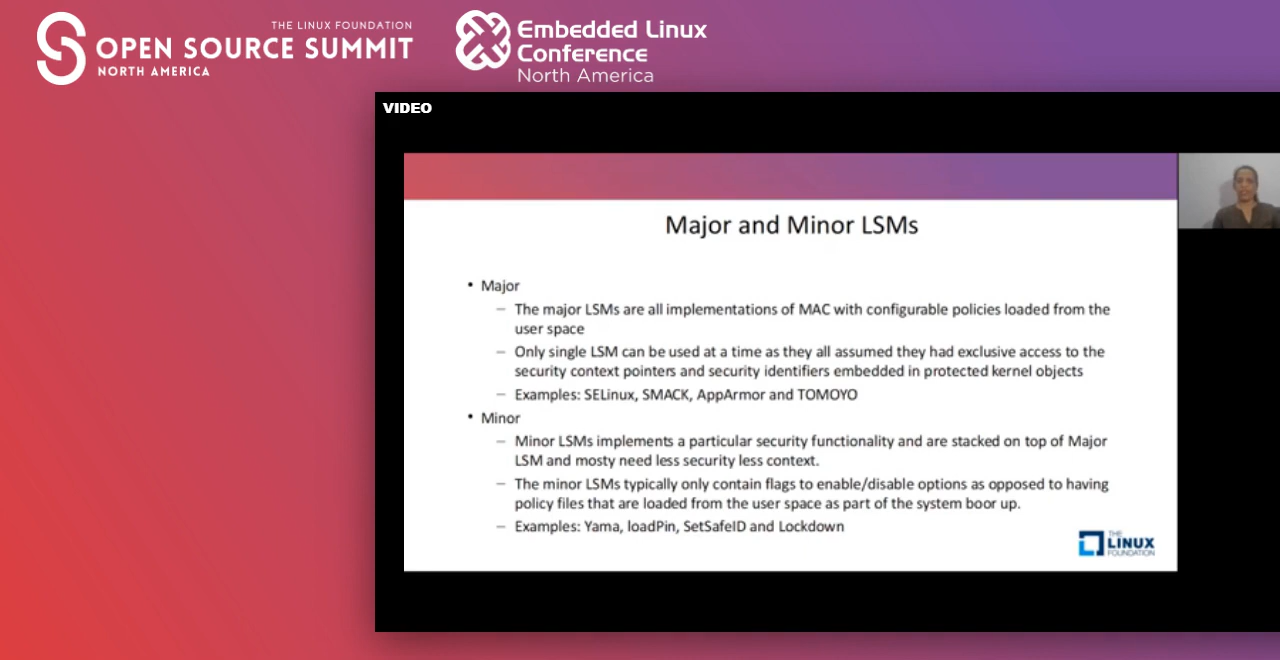 THE LINUX FOUNDATION
OPEN SOURCE SUMMIT
NORTH AMERICA
Embedded Linux
Conference
North America
VIDEO
Major and Minor LSMs
• Major
– The major LSMs are all implementations of MAC with configurable policies loaded from the
user space
– Only single LSM can be used at a time as they all assumed they had exclusive access to the
security context pointers and security identifiers embedded in protected kernel objects
– Examples: SELinux, SMACK, AppArmor and TOMOYO
• Minor
– Minor LSMs implements a particular security functionality and are stacked on top of Major
LSM and mosty need less security less context.
– The minor LSMs typically only contain flags to enable/disable options as opposed to having
policy files that are loaded from the user space as part of the system boor up.
– Examples: Yama, loadPin, SetSafeID and Lockdown
THE
LINUX
FOUNDATION